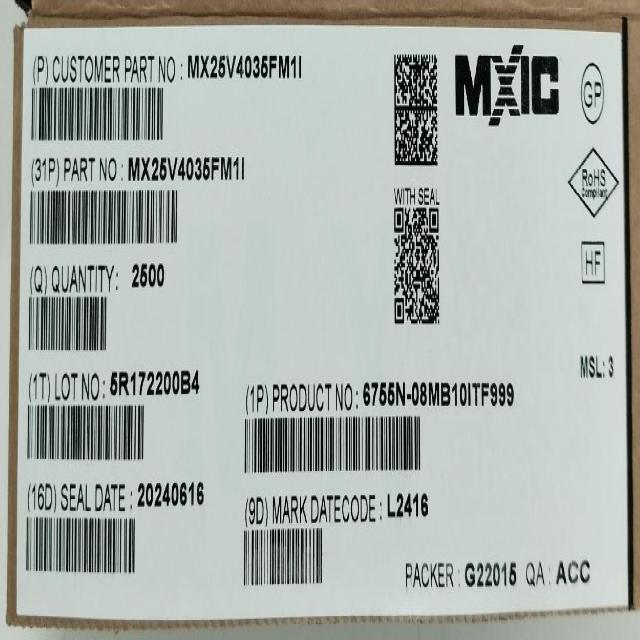 (P) CUSTOMER PART NO : MX25V4035FM1I
MXIC
GP
(31P) PART NO : MX25V4035FM1I
WITH SEAL
RoHS
Compliant
(Q) QUANTITY: 2500
HF
MSL: 3
(1T) LOT NO: 5R172200B4
(1P) PRODUCT NO : 6755N-08MB10ITF999
(16D) SEAL DATE : 20240616
(9D) MARK DATECODE : L2416
PACKER : G22015 QA : ACC